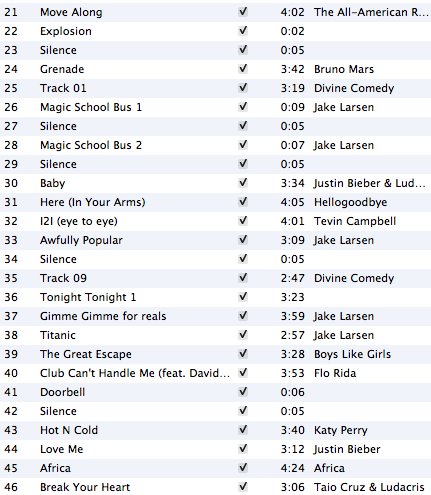 21 Move Along ✔ 4:02 The All-American R...
22 Explosion ✔ 0:02
23 Silence ✔ 0:05
24 Grenade ✔ 3:42 Bruno Mars
25 Track 01 ✔ 3:19 Divine Comedy
26 Magic School Bus 1 ✔ 0:09 Jake Larsen
27 Silence ✔ 0:05
28 Magic School Bus 2 ✔ 0:07 Jake Larsen
29 Silence ✔ 0:05
30 Baby ✔ 3:34 Justin Bieber & Lud...
31 Here (In Your Arms) ✔ 4:05 Hellogoodbye
32 I2I (eye to eye) ✔ 4:01 Tevin Campbell
33 Awfully Popular ✔ 3:09 Jake Larsen
34 Silence ✔ 0:05
35 Track 09 ✔ 2:47 Divine Comedy
36 Tonight Tonight 1 ✔ 3:23
37 Gimme Gimme for reals ✔ 3:59 Jake Larsen
38 Titanic ✔ 2:57 Jake Larsen
39 The Great Escape ✔ 3:28 Boys Like Girls
40 Club Can't Handle Me (feat. David... ✔ 3:53 Flo Rida
41 Doorbell ✔ 0:06
42 Silence ✔ 0:05
43 Hot N Cold ✔ 3:40 Katy Perry
44 Love Me ✔ 3:12 Justin Bieber
45 Africa ✔ 4:24 Africa
46 Break Your Heart ✔ 3:06 Taio Cruz & Ludacris